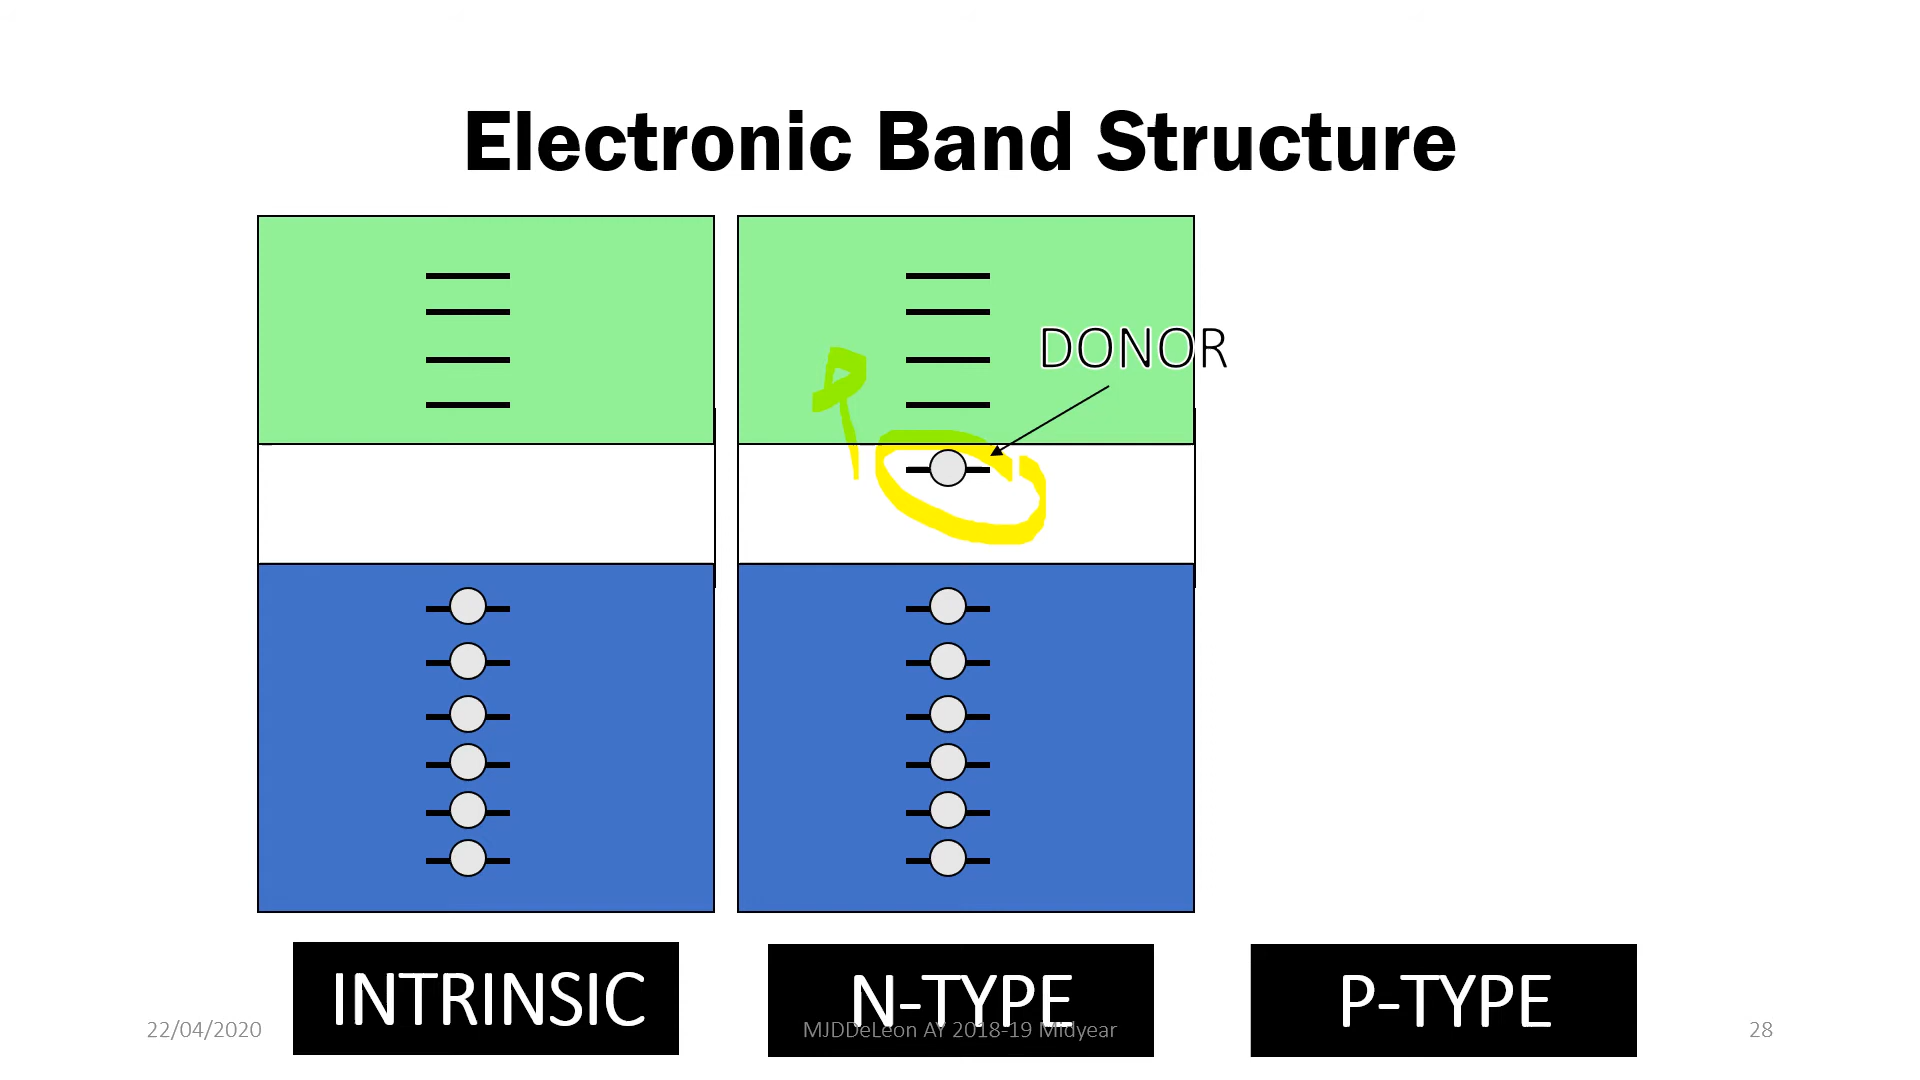 Electronic Band Structure
DONOR
INTRINSIC
N-TYPE
P-TYPE
22/04/2020
MJDDeLeon AY 2018-19 Midyear
28